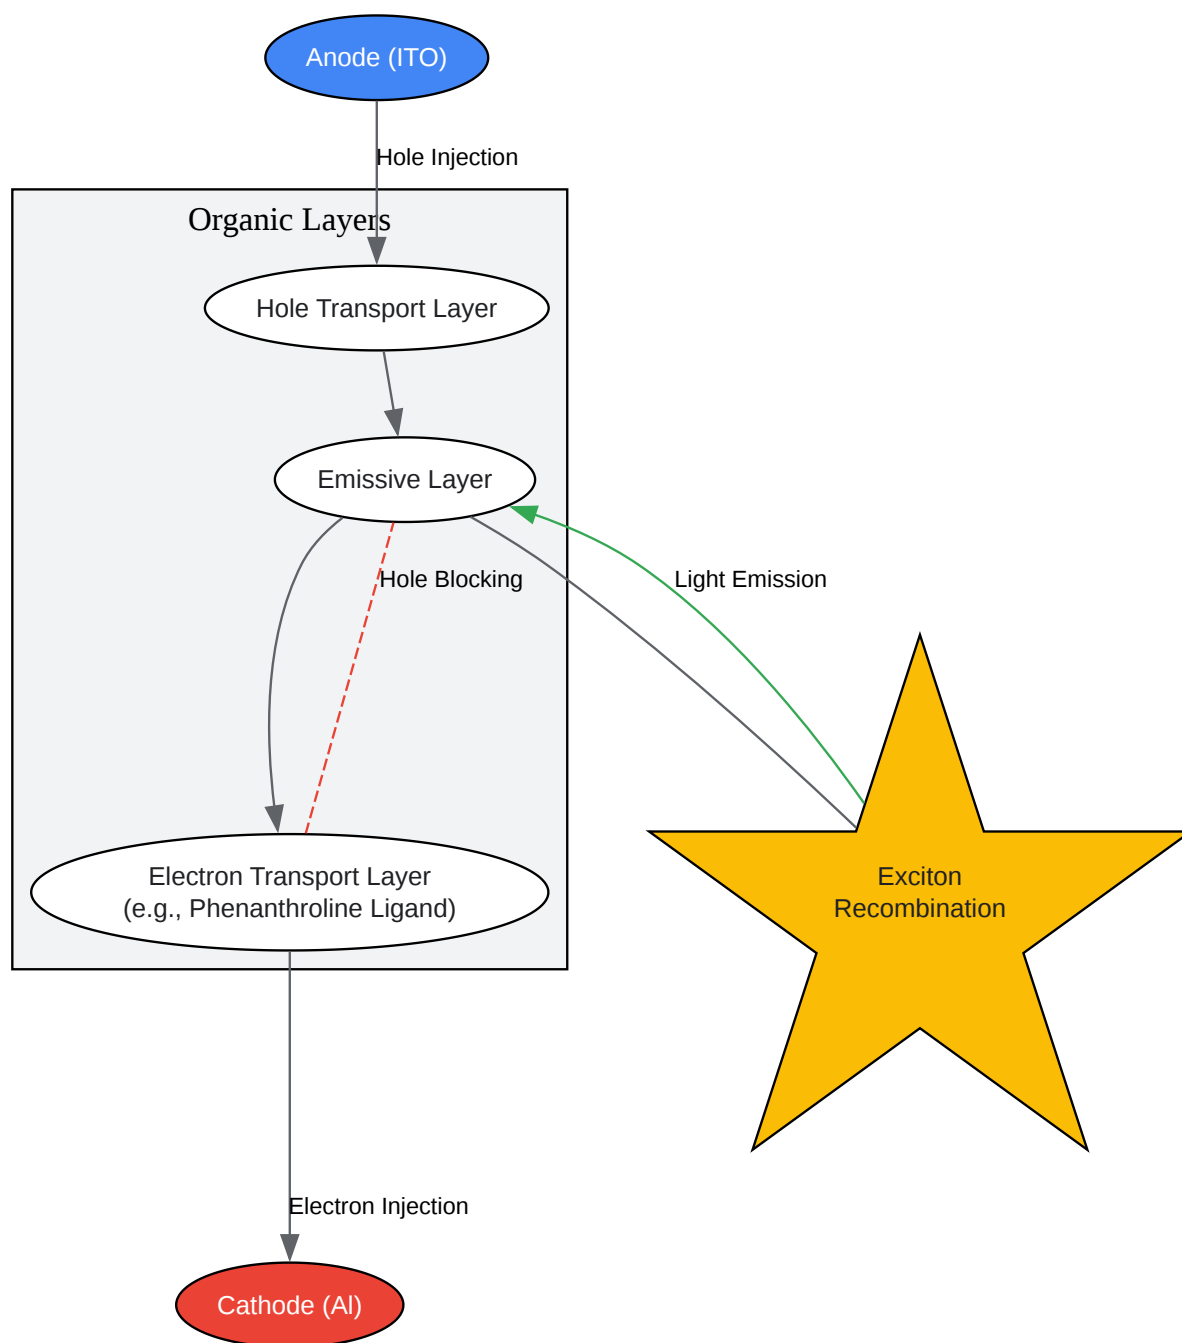 Anode (ITO)
Hole Injection
Organic Layers
Hole Transport Layer
Emissive Layer
Hole Blocking
Light Emission
Electron Transport Layer
(e.g., Phenanthroline Ligand)
Exciton
Recombination
Electron Injection
Cathode (Al)